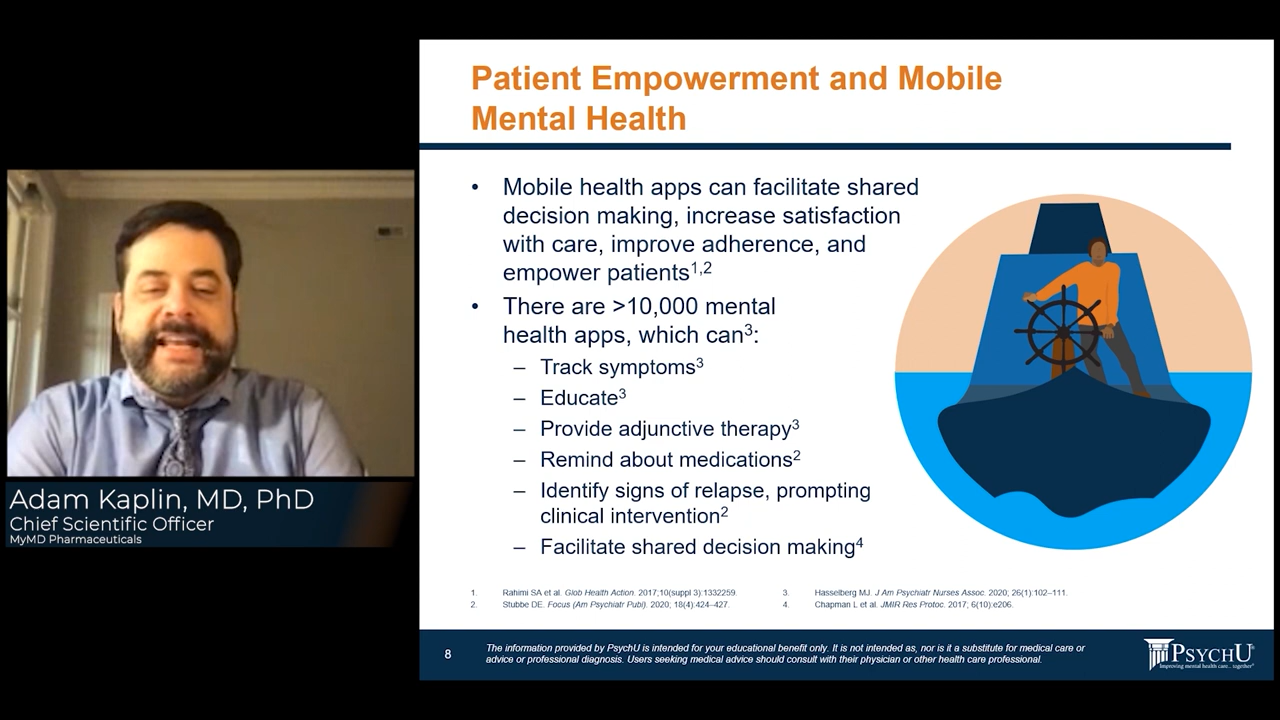 Patient Empowerment and Mobile
Mental Health
• Mobile health apps can facilitate shared
decision making, increase satisfaction
with care, improve adherence, and
empower patients1,2
• There are >10,000 mental
health apps, which can3:
– Track symptoms3
– Educate3
– Provide adjunctive therapy3
– Remind about medications2
– Identify signs of relapse, prompting
clinical intervention2
– Facilitate shared decision making4
1. Rahimi SA et al. Glob Health Action. 2017;10(suppl 3):1332259.
2. Stubbe DE. Focus (Am Psychiatr Publ). 2020; 18(4):424–427.
3. Hasselberg MJ. J Am Psychiatr Nurses Assoc. 2020; 26(1):102–111.
4. Chapman L et al. JMIR Res Protoc. 2017; 6(10):e206.
8
The information provided by PsychU is intended for your educational benefit only. It is not intended as, nor is it a substitute for medical care or
advice or professional diagnosis. Users seeking medical advice should consult with their physician or other health care professional.
PSYCHU
Improving mental health care... together
Adam Kaplin, MD, PhD
Chief Scientific Officer
MyMD Pharmaceuticals